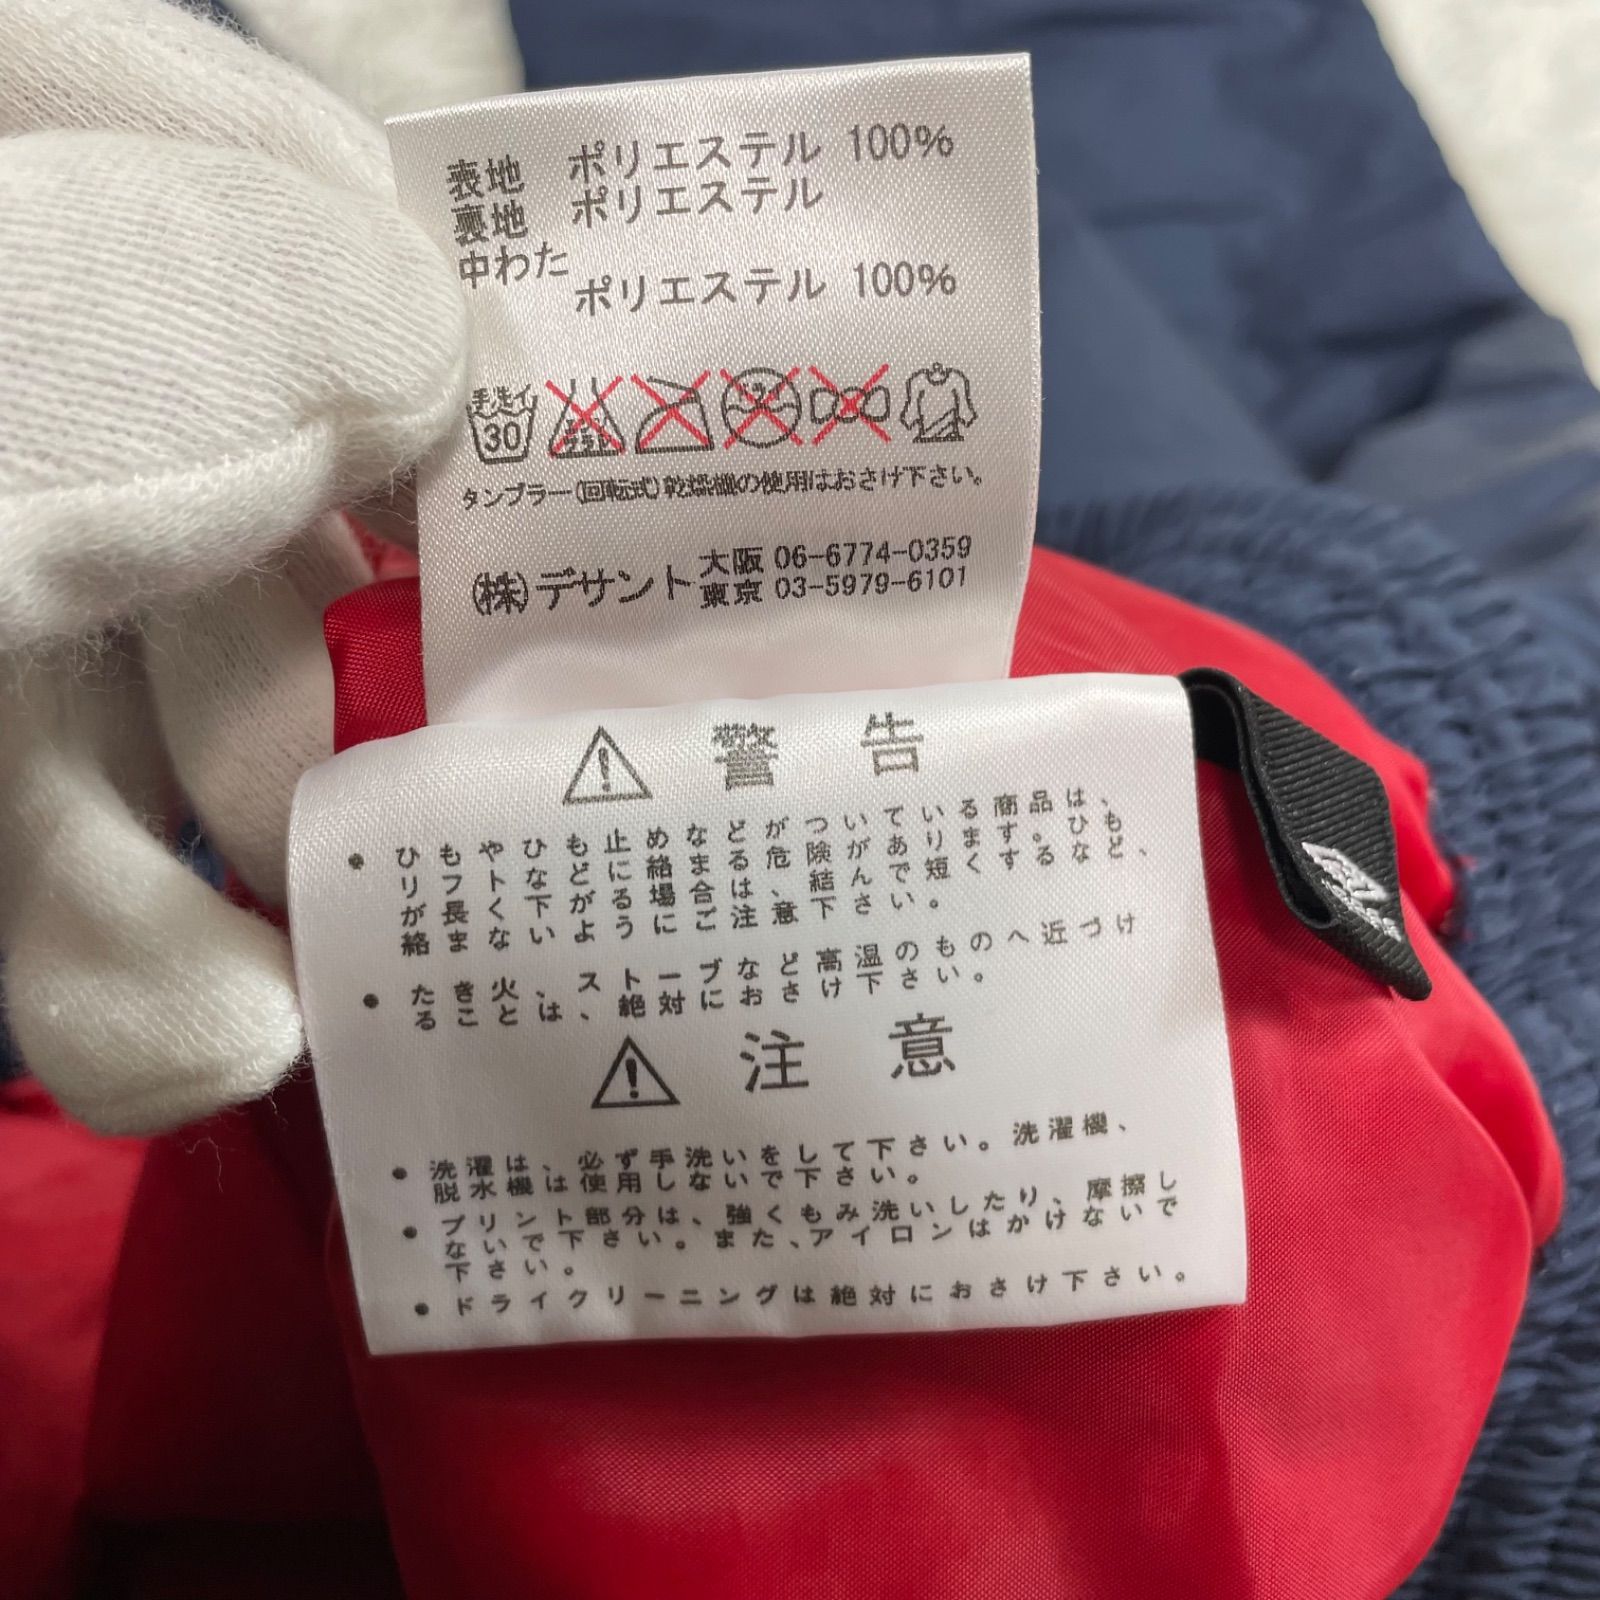 表地 ポリエステル 100%
裏地 ポリエステル
中わた
ポリエステル 100%
手洗イ
30
タンブラー(回転式)乾燥機の使用はおさけ下さい。
(株)デサント 大阪 06-6774-0359
東京 03-5979-6101
警告
・ひもやひも止めなどがついている商品は、
リフトなどに絡まる危険があります。ひも
が長く下がる場合は、結んで短くするなど、
絡まないようにご注意下さい。
・たき火、ストーブなど高温のものへ近づけ
ることは、絶対におさけ下さい。
注意
・洗濯は、必ず手洗いをして下さい。洗濯機、
脱水機は使用しないで下さい。
・プリント部分は、強くもみ洗いしたり、摩擦し
ないで下さい。また、アイロンはかけないで
下さい。
・ドライクリーニングは絶対におさけ下さい。